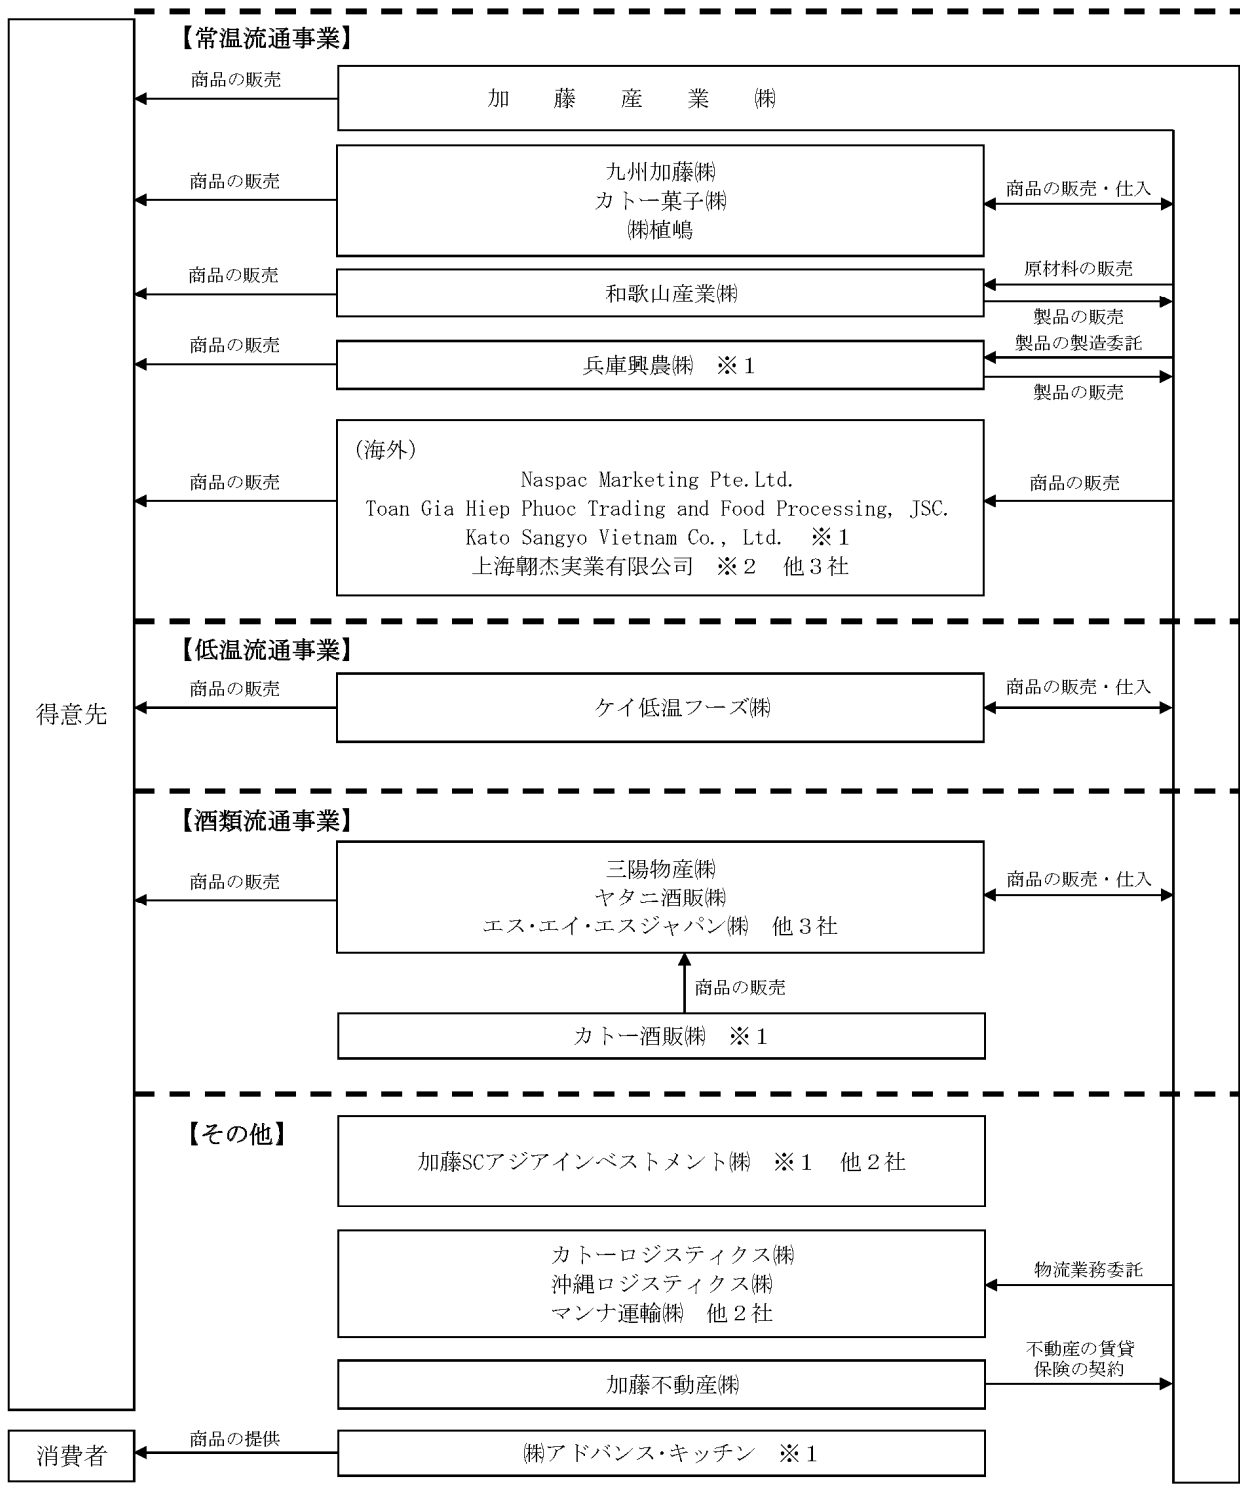 【常温流通事業】
商品の販売
加 藤 産 業 ㈱
商品の販売
九州加藤㈱
カトー菓子㈱
㈱植嶋
商品の販売・仕入
商品の販売
和歌山産業㈱
原材料の販売
製品の販売
商品の販売
兵庫興農㈱ ※１
製品の製造委託
製品の販売
商品の販売
(海外)
Naspac Marketing Pte.Ltd.
Toan Gia Hiep Phuoc Trading and Food Processing, JSC.
Kato Sangyo Vietnam Co., Ltd. ※１
上海翺杰実業有限公司 ※２ 他３社
商品の販売
【低温流通事業】
得意先
商品の販売
ケイ低温フーズ㈱
商品の販売・仕入
【酒類流通事業】
商品の販売
三陽物産㈱
ヤタニ酒販㈱
エス・エイ・エスジャパン㈱ 他３社
商品の販売・仕入
商品の販売
カトー酒販㈱ ※１
【その他】
加藤SCアジアインベストメント㈱ ※１ 他２社
カトーロジスティクス㈱
沖縄ロジスティクス㈱
マンナ運輸㈱ 他２社
物流業務委託
加藤不動産㈱
不動産の賃貸
保険の契約
消費者
商品の提供
㈱アドバンス・キッチン ※１